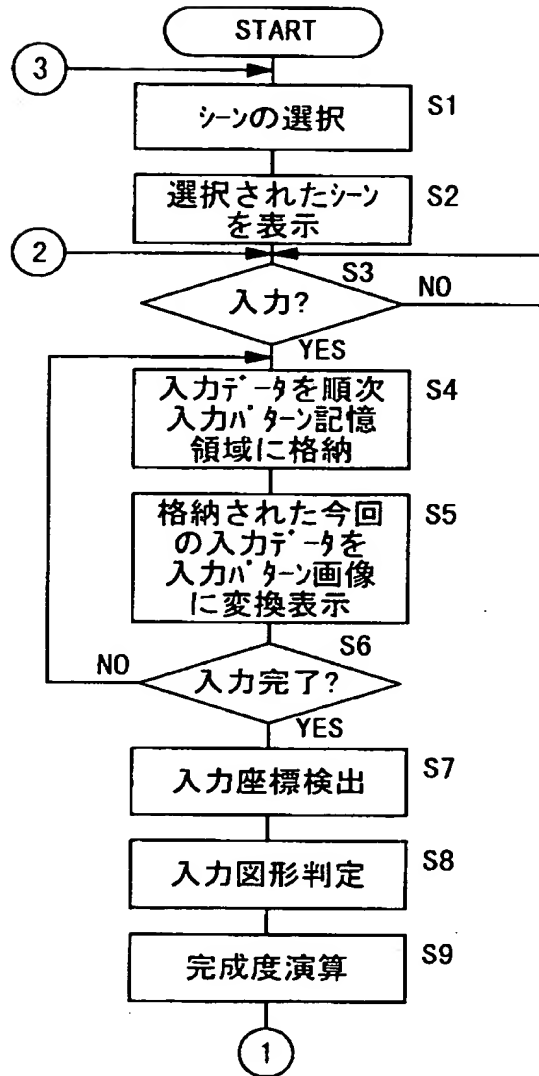 START
3
シーンの選択
S1
選択されたシーン
を表示
S2
2
S3
入力?
NO
YES
入力データを順次
入力パターン記憶
領域に格納
S4
格納された今回
の入力データを
入力パターン画像
に変換表示
S5
S6
NO
入力完了?
YES
入力座標検出
S7
入力図形判定
S8
完成度演算
S9
1